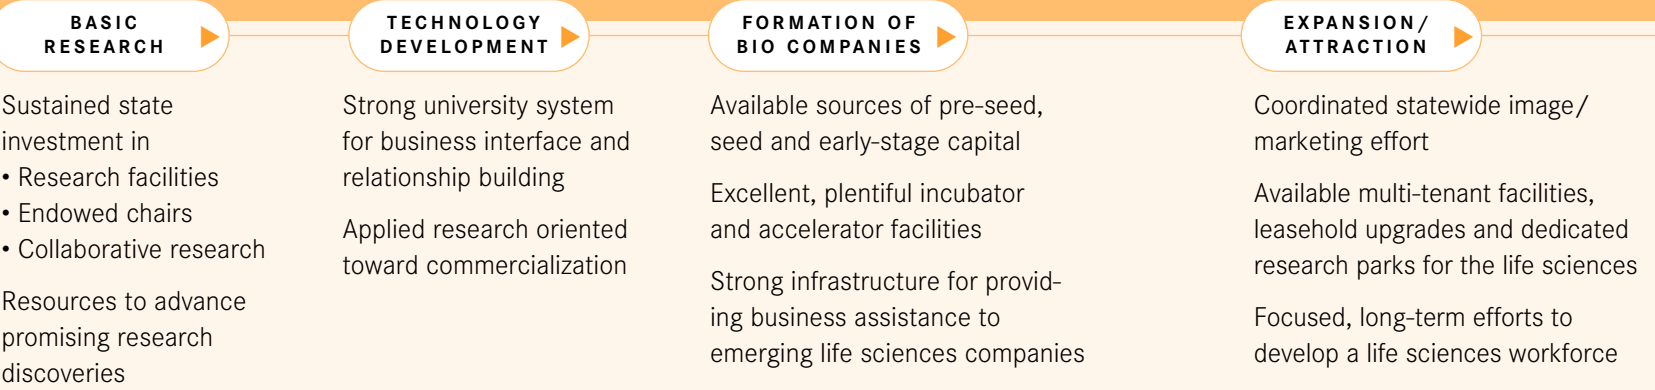 BASIC
RESEARCH
Sustained state
investment in
• Research facilities
• Endowed chairs
• Collaborative research
Resources to advance
promising research
discoveries
TECHNOLOGY
DEVELOPMENT
Strong university system
for business interface and
relationship building
Applied research oriented
toward commercialization
FORMATION OF
BIO COMPANIES
Available sources of pre-seed,
seed and early-stage capital
Excellent, plentiful incubator
and accelerator facilities
Strong infrastructure for provid-
ing business assistance to
emerging life sciences companies
EXPANSION/
ATTRACTION
Coordinated statewide image/
marketing effort
Available multi-tenant facilities,
leasehold upgrades and dedicated
research parks for the life sciences
Focused, long-term efforts to
develop a life sciences workforce